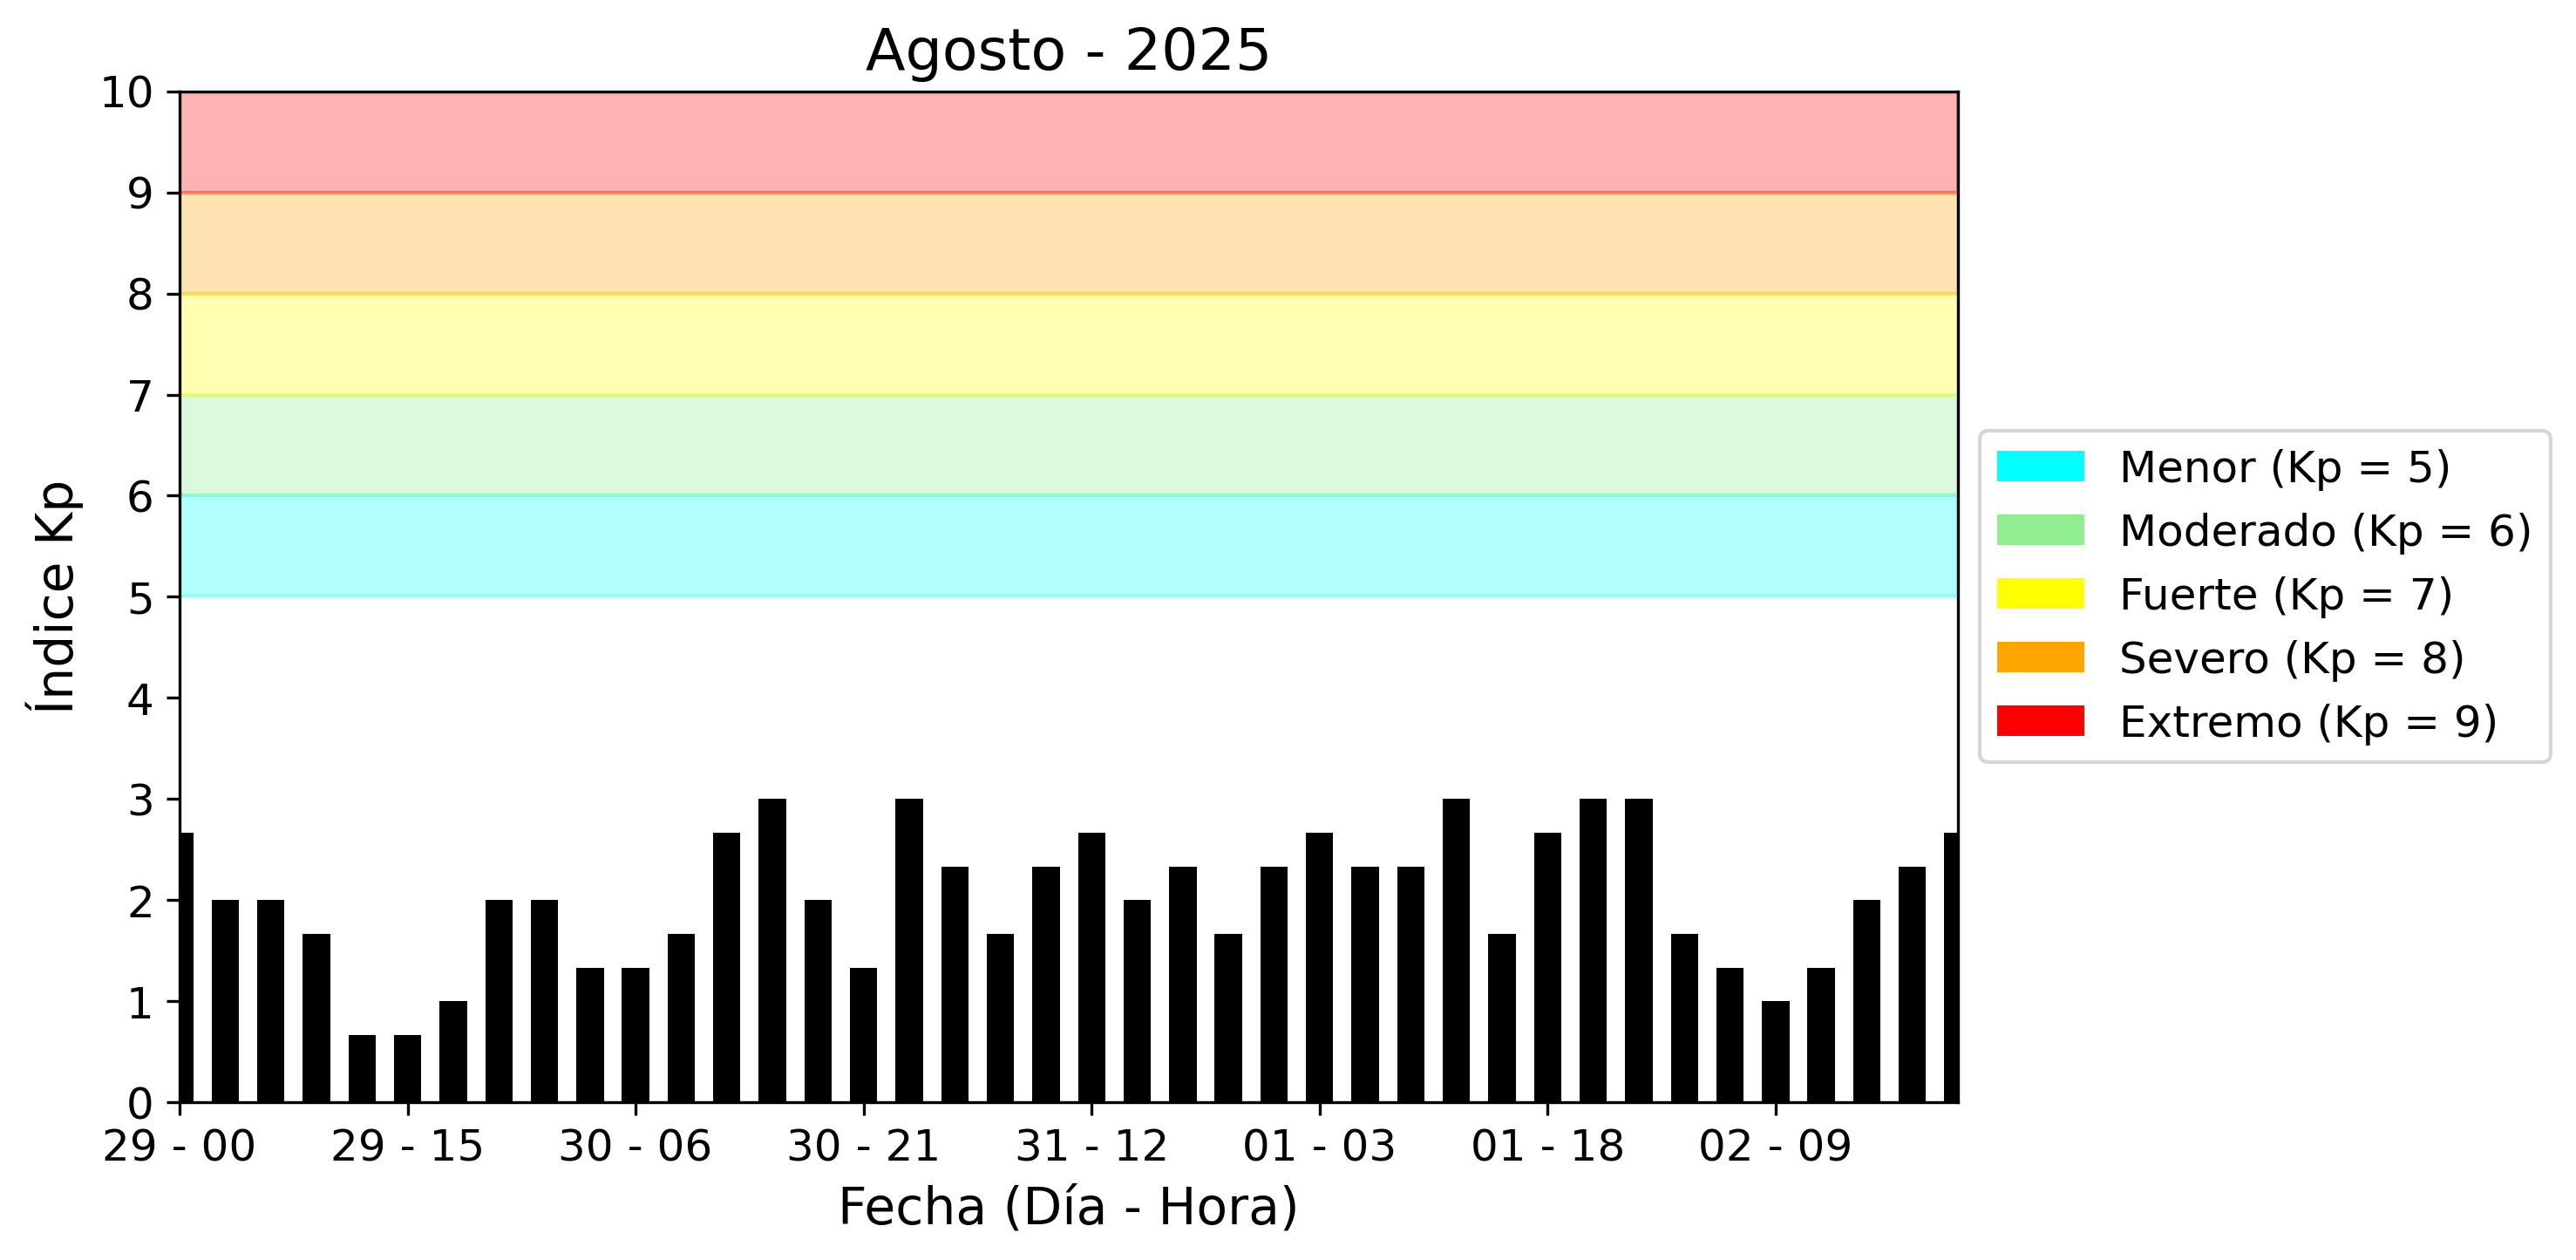 Agosto - 2025
10
9
8
7
6
5
4
3
2
1
0
Índice Kp
29 - 00
29 - 15
30 - 06
30 - 21
31 - 12
01 - 03
01 - 18
02 - 09
Fecha (Día - Hora)
Menor (Kp = 5)
Moderado (Kp = 6)
Fuerte (Kp = 7)
Severo (Kp = 8)
Extremo (Kp = 9)